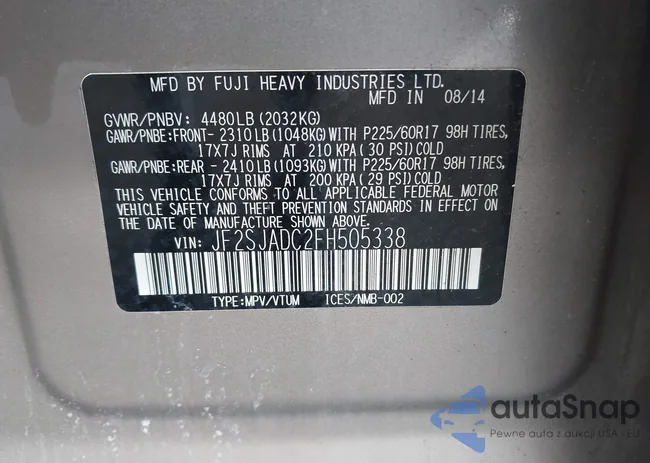 MFD BY FUJI HEAVY INDUSTRIES LTD.
MFD IN 08/14
GVWR/PNBV: 4480LB (2032KG)
GAWR/PNBE:FRONT- 2310LB (1048KG) WITH P225/60R17 98H TIRES,
17X7J RIMS AT 210 KPA ( 30 PSI) COLD
GAWR/PNBE:REAR - 2410LB (1093KG) WITH P225/60R17 98H TIRES,
17X7J RIMS AT 200 KPA (29 PSI) COLD
THIS VEHICLE CONFORMS TO ALL APPLICABLE FEDERAL MOTOR
VEHICLE SAFETY AND THEFT PREVENTION STANDARDS IN EFFECT ON
THE DATE OF MANUFACTURE SHOWN ABOVE.
VIN: JF2SJADC2FH505338
TYPE:MPV/VTUM ICES/NMB-002
autaSnap
Pewne auta z aukcji USA - EU